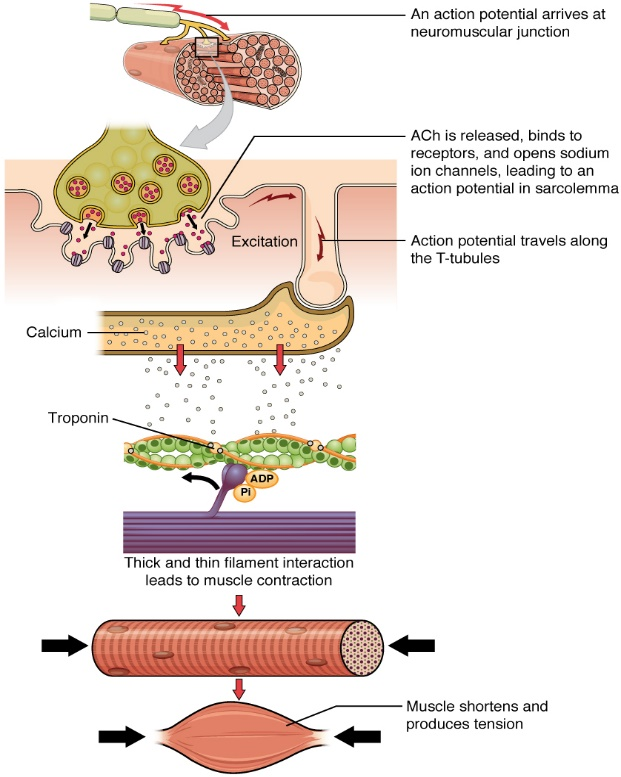 An action potential arrives at
neuromuscular junction
ACh is released, binds to
receptors, and opens sodium
ion channels, leading to an
action potential in sarcolemma
Excitation
Action potential travels along
the T-tubules
Calcium
Troponin
ADP
Pi
Thick and thin filament interaction
leads to muscle contraction
Muscle shortens and
produces tension